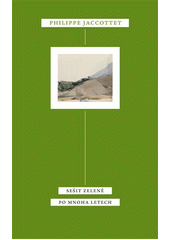 PHILIPPE JACCOTTET
SEŠIT ZELENĚ
PO MNOHA LETECH